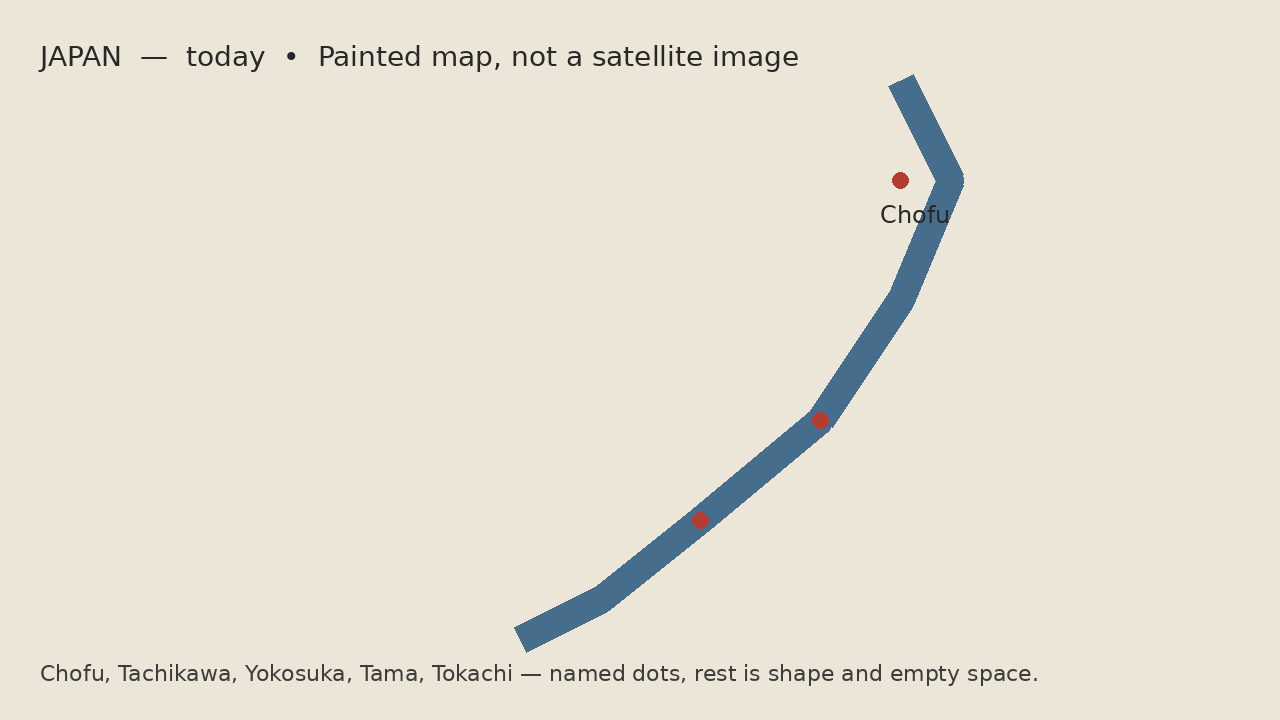 JAPAN — today • Painted map, not a satellite image
Chofu
Chofu, Tachikawa, Yokosuka, Tama, Tokachi — named dots, rest is shape and empty space.